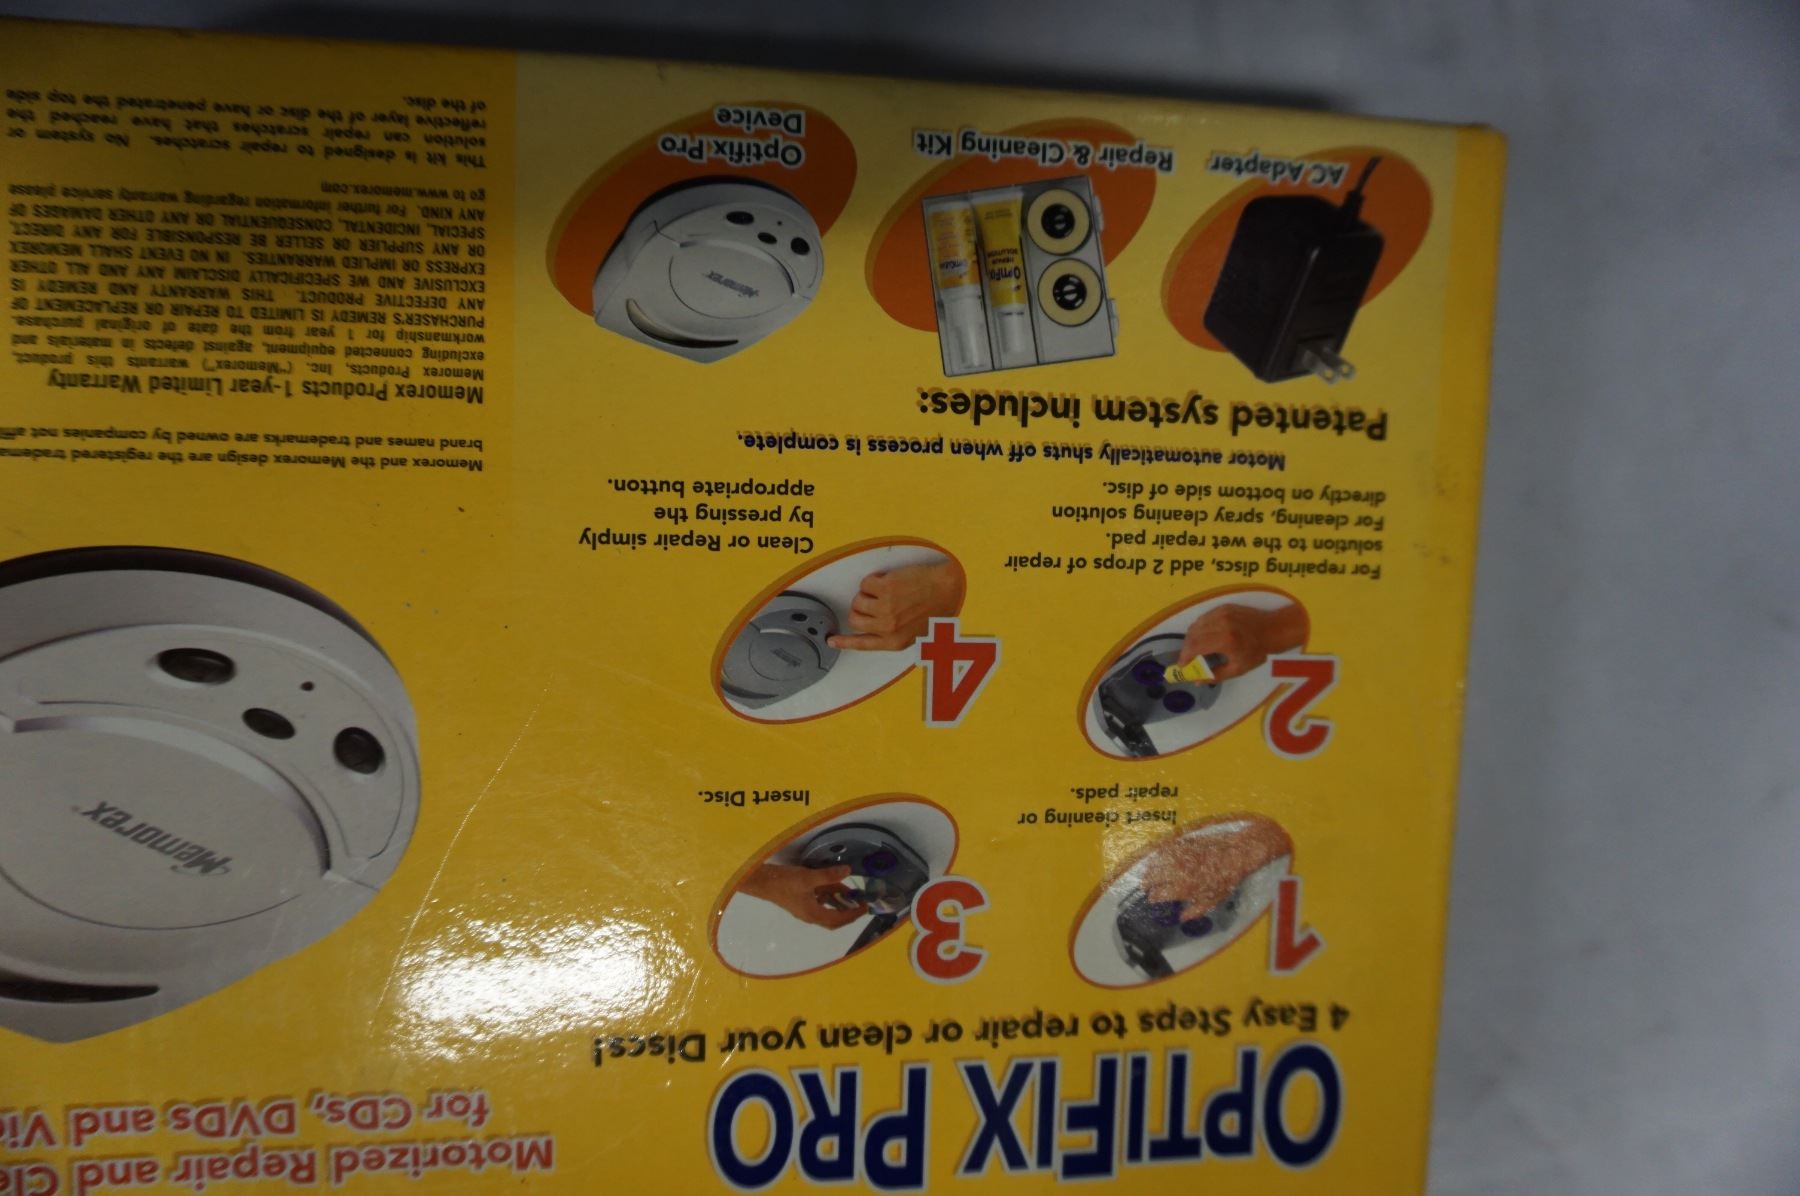 OPTIFIX PRO
4 Easy Steps to repair or clean your Discs!
1
Insert cleaning or
repair pads.
2
For repairing discs, add 2 drops of repair
solution to the wet repair pad.
For cleaning, spray cleaning solution
directly on bottom side of disc.
3
Insert Disc.
4
Clean or Repair simply
by pressing the
appropriate button.
Motor automatically shuts off when process is complete.
Patented system includes:
AC Adapter
Repair & Cleaning Kit
OPTIFIX
REPAIR
SOLUTION
Optifix Pro
Device
Memorex
Motorized Repair and
for CDs, DVDs and
Memorex
Memorex and the Memorex design are the registered
brand names and trademarks are owned by companies not
Memorex Products 1-year Limited Warranty
Memorex Products, Inc. ("Memorex") warrants this product,
excluding connected equipment, against defects in materials and
workmanship for 1 year from the date of original purchase.
PURCHASER'S REMEDY IS LIMITED TO REPAIR OR REPLACEMENT OF
ANY DEFECTIVE PRODUCT. THIS WARRANTY AND REMEDY IS
EXCLUSIVE AND WE SPECIFICALLY DISCLAIM ANY AND ALL OTHER
EXPRESS OR IMPLIED WARRANTIES. IN NO EVENT SHALL MEMOREX
OR ANY SUPPLIER OR SELLER BE RESPONSIBLE FOR ANY DIRECT,
SPECIAL, INCIDENTAL, CONSEQUENTIAL OR ANY OTHER DAMAGES OF
ANY KIND. For further information regarding warranty service please
go to www.memorex.com
This kit is designed to repair scratches. No system or
solution can repair scratches that have reached the
reflective layer of the disc or have penetrated the top side
of the disc.